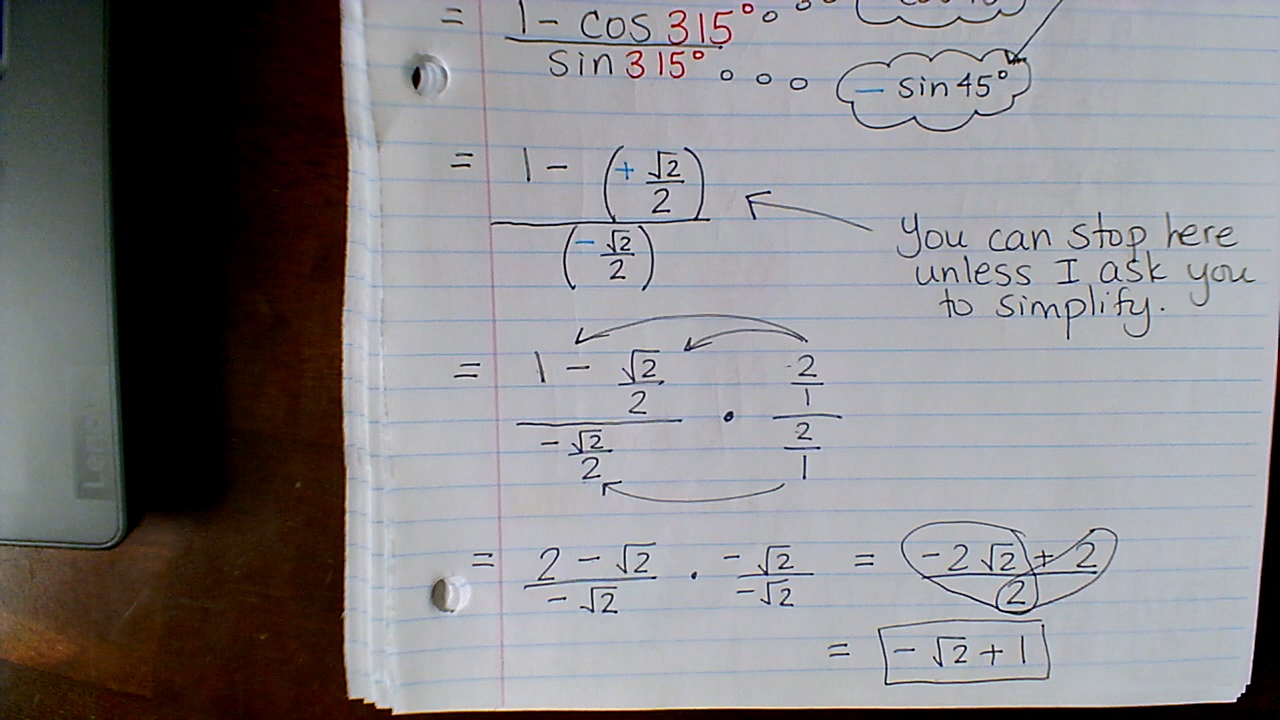 = 1 - cos 315°
sin 315°
- sin 45°
= 1 - (+ √2/2)
(- √2/2)
You can stop here
unless I ask you
to simplify.
= 1 - √2/2 · 2/1
- √2/2 2/1
= 2 - √2 / -√2 · -√2 / -√2 = -2√2 + 2 / 2
= -√2 + 1